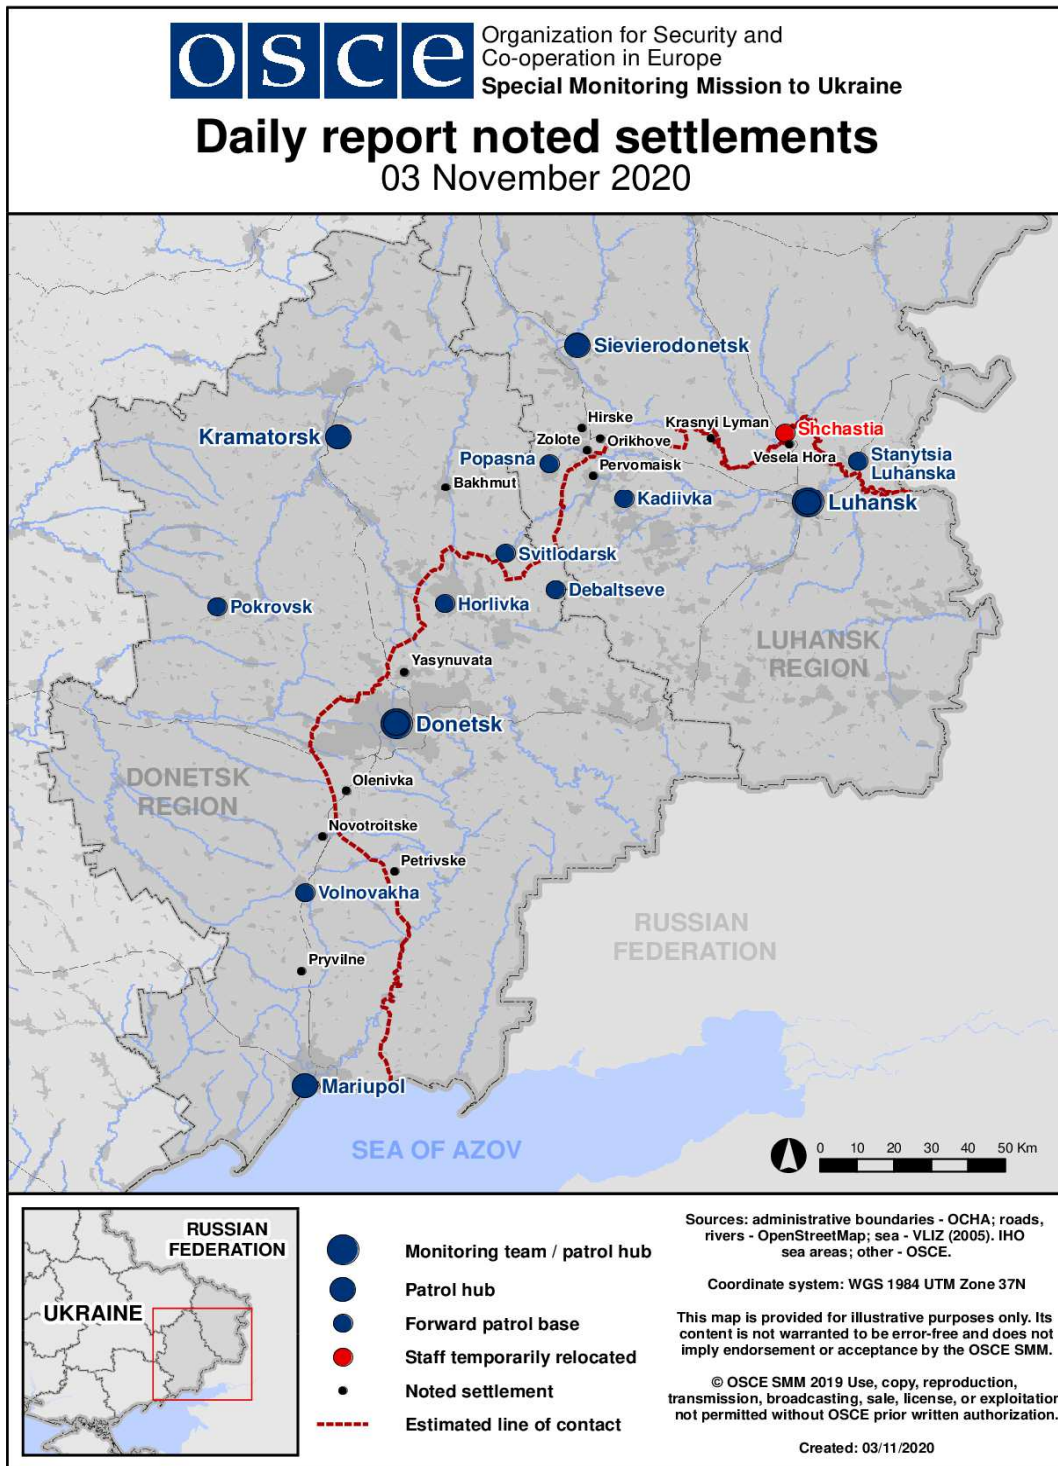 osce
Organization for Security and
Co-operation in Europe
Special Monitoring Mission to Ukraine
Daily report noted settlements
03 November 2020
Sievierodonetsk
Hirske
Krasnyi Lyman
Shchastia
Kramatorsk
Zolote
Orikhove
Vesela Hora
Stanytsia
Luhanska
Popasna
Pervomaisk
Bakhmut
Kadiivka
Luhansk
Svitlodarsk
Debaltseve
Pokrovsk
Horlivka
LUHANSK
REGION
Yasynuvata
Donetsk
DONETSK
REGION
Olenivka
Novotroitske
Petrivske
Volnovakha
RUSSIAN
FEDERATION
Pryvilne
Mariupol
SEA OF AZOV
0 10 20 30 40 50 Km
RUSSIAN
FEDERATION
UKRAINE
Monitoring team / patrol hub
Patrol hub
Forward patrol base
Staff temporarily relocated
Noted settlement
Estimated line of contact
Sources: administrative boundaries - OCHA; roads,
rivers - OpenStreetMap; sea - VLIZ (2005). IHO
sea areas; other - OSCE.
Coordinate system: WGS 1984 UTM Zone 37N
This map is provided for illustrative purposes only. Its
content is not warranted to be error-free and does not
imply endorsement or acceptance by the OSCE SMM.
© OSCE SMM 2019 Use, copy, reproduction,
transmission, broadcasting, sale, license, or exploitation
not permitted without OSCE prior written authorization.
Created: 03/11/2020